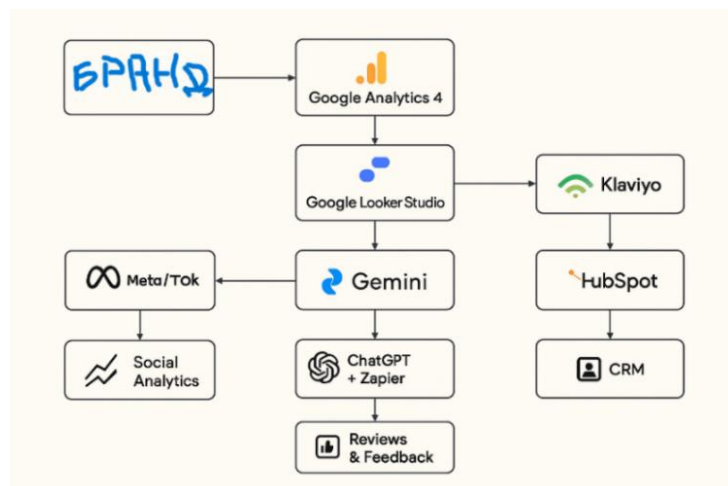 БРАНД
Google Analytics 4
Google Looker Studio
Klaviyo
Meta/TOk
Gemini
HubSpot
Social
Analytics
ChatGPT
+ Zapier
CRM
Reviews
& Feedback